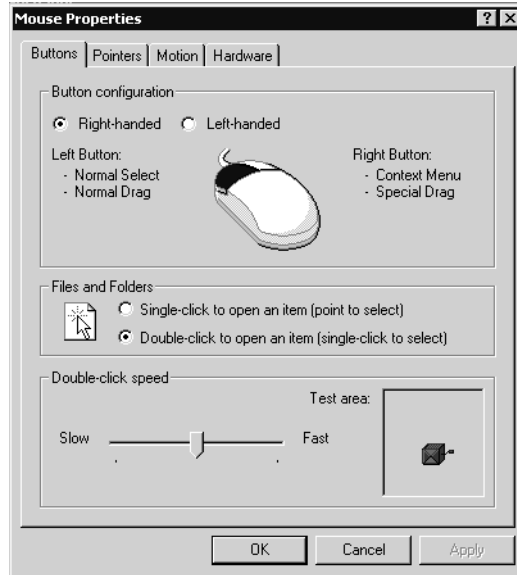 Mouse Properties
Buttons Pointers Motion Hardware
Button configuration
Right-handed Left-handed
Left Button:
- Normal Select
- Normal Drag
Right Button:
- Context Menu
- Special Drag
Files and Folders
Single-click to open an item (point to select)
Double-click to open an item (single-click to select)
Double-click speed
Test area:
Slow Fast
OK Cancel Apply